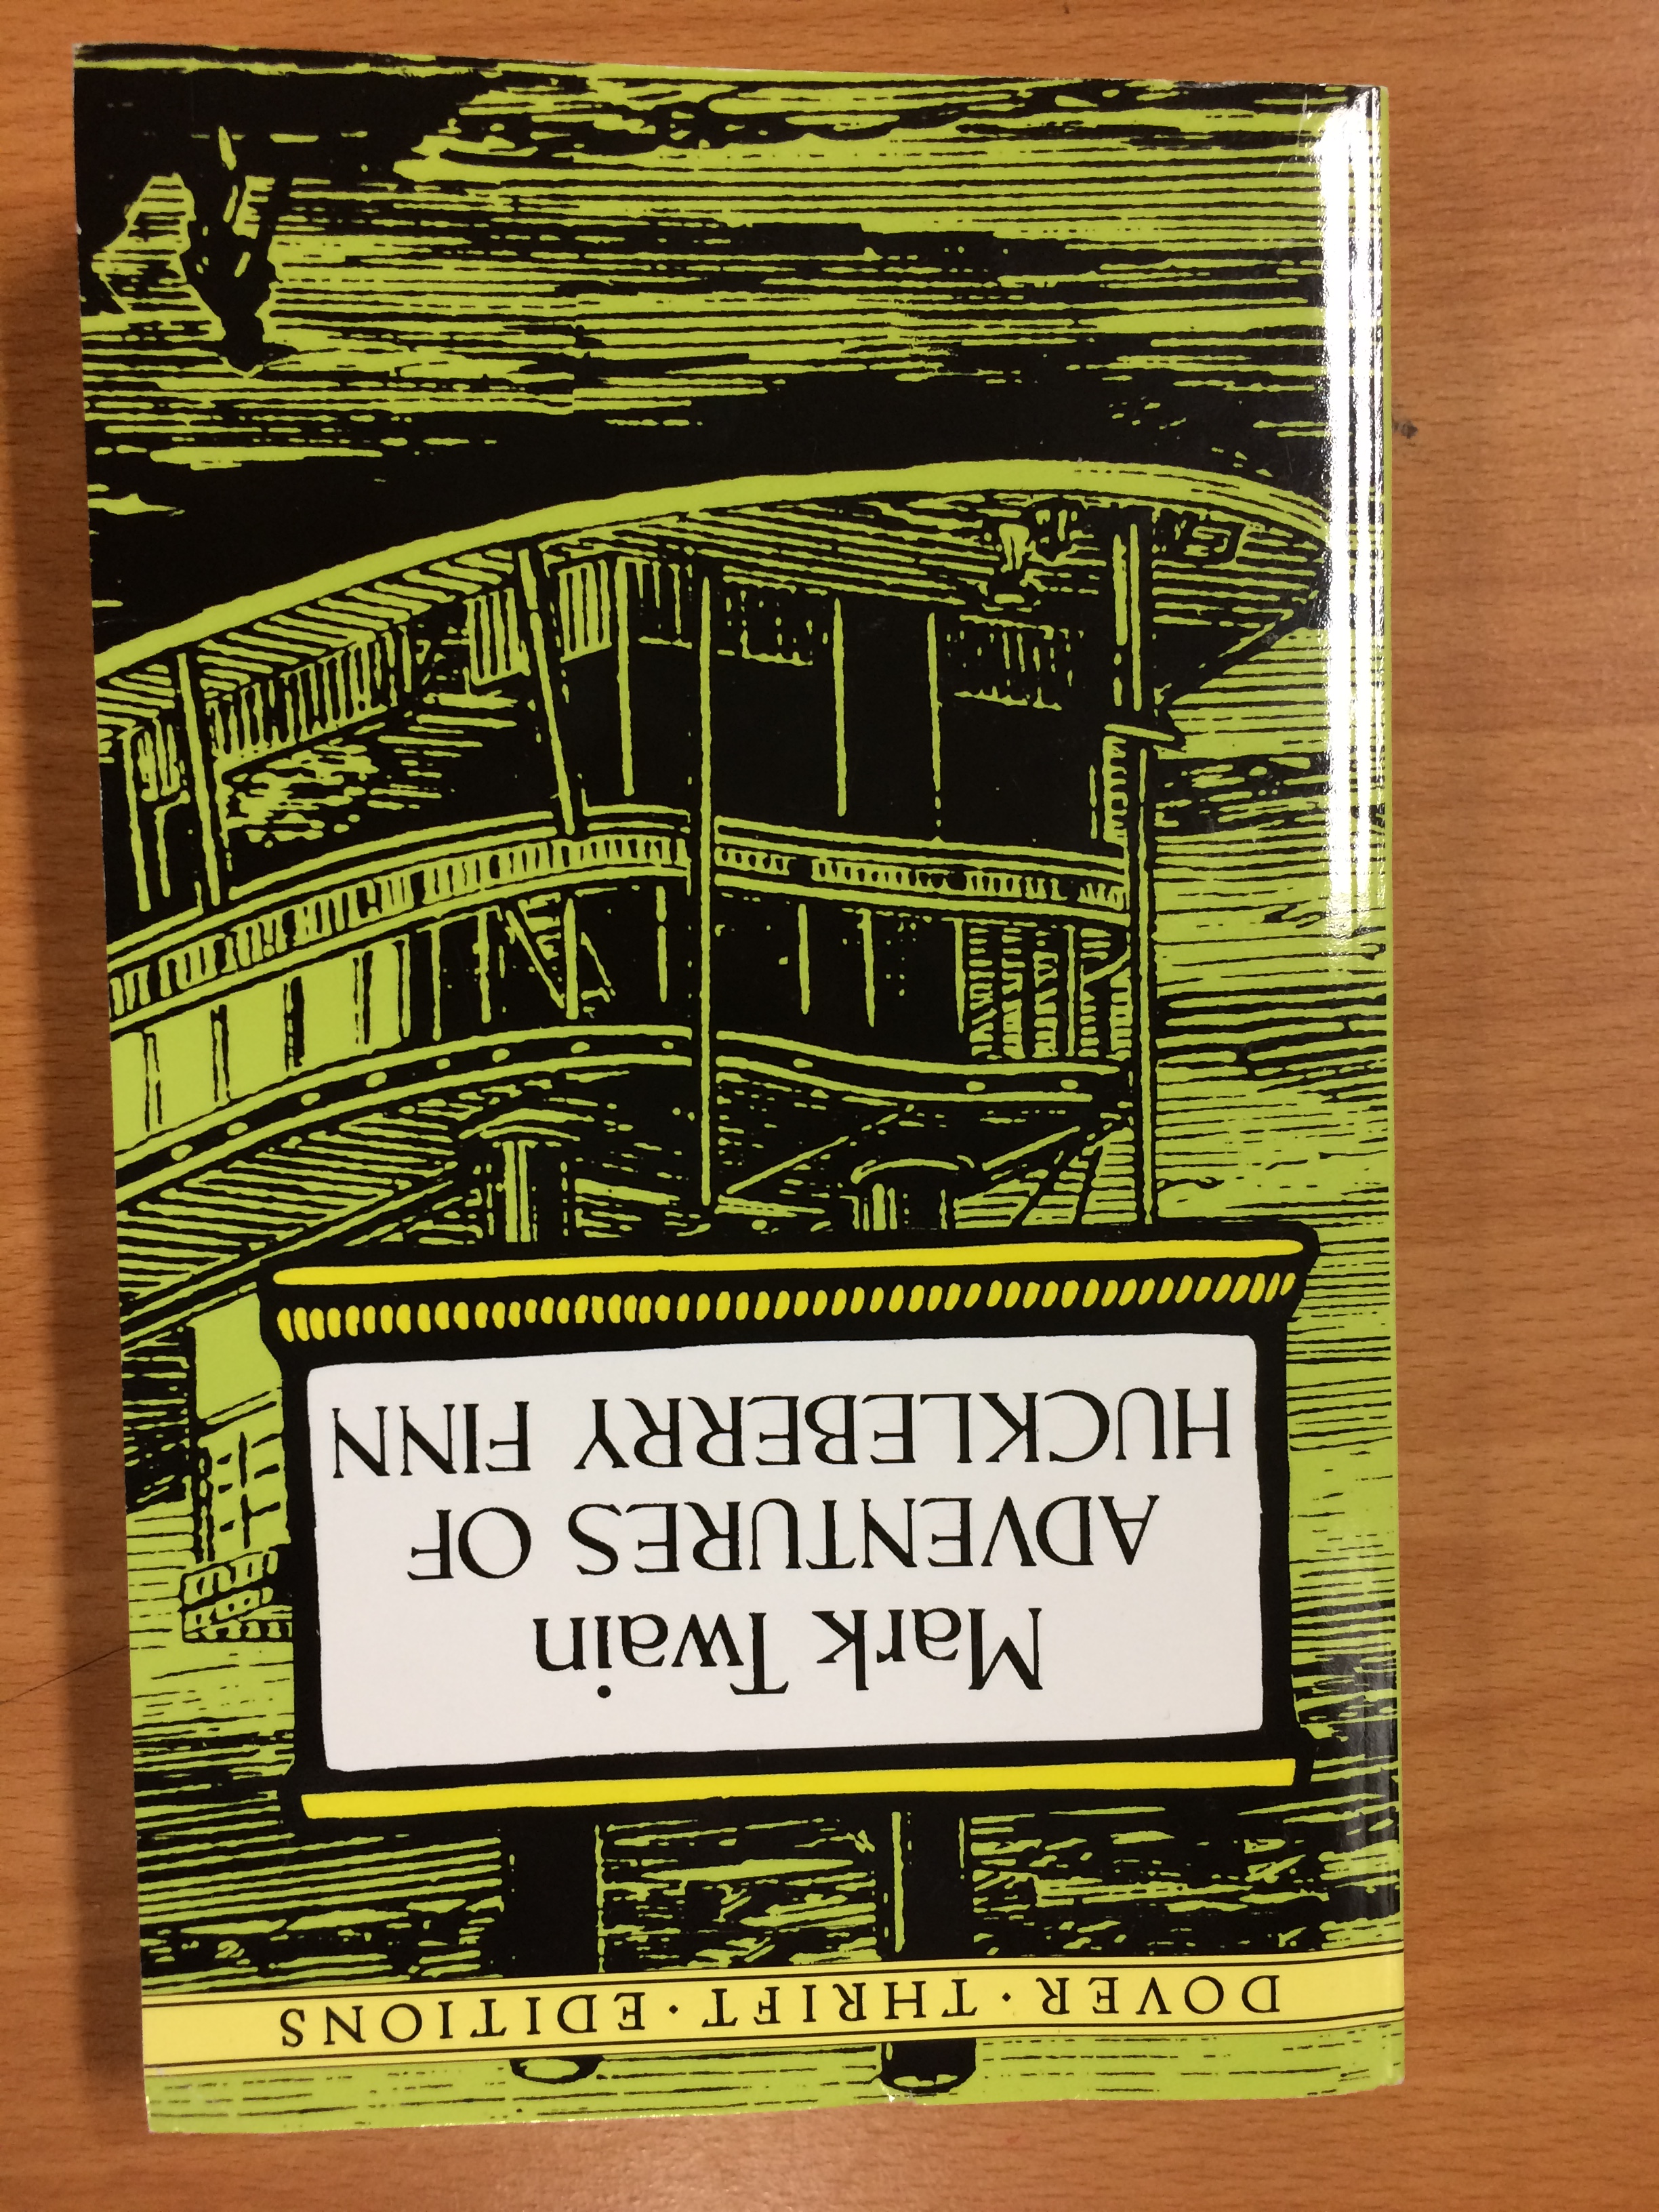 DOVER · THRIFT · EDITIONS
Mark Twain
ADVENTURES OF
HUCKLEBERRY FINN